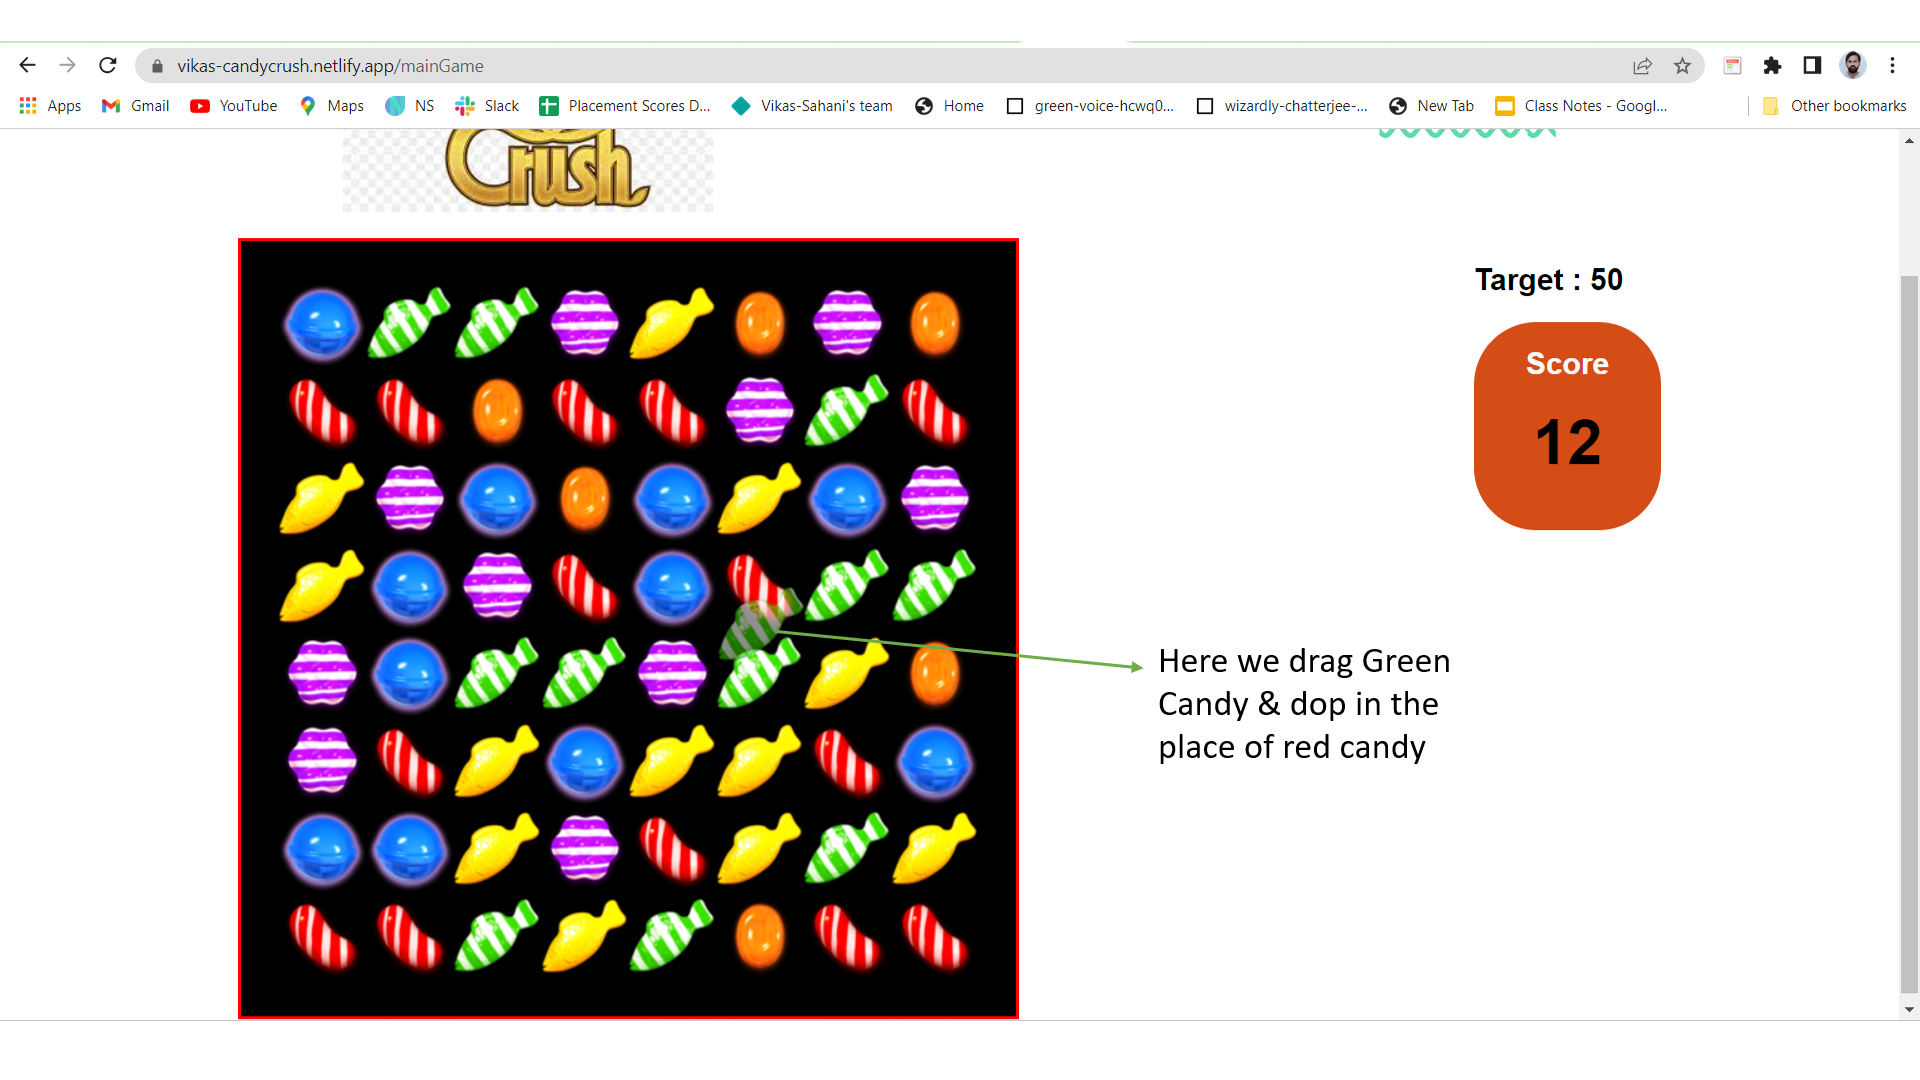 vikas-candycrush.netlify.app/mainGame
Apps Gmail YouTube Maps NS Slack Placement Scores D... Vikas-Sahani's team Home green-voice-hcwq0... wizardly-chatterjee-... New Tab Class Notes - Googl... Other bookmarks
Crush
Target : 50
Score
12
Here we drag Green
Candy & dop in the
place of red candy